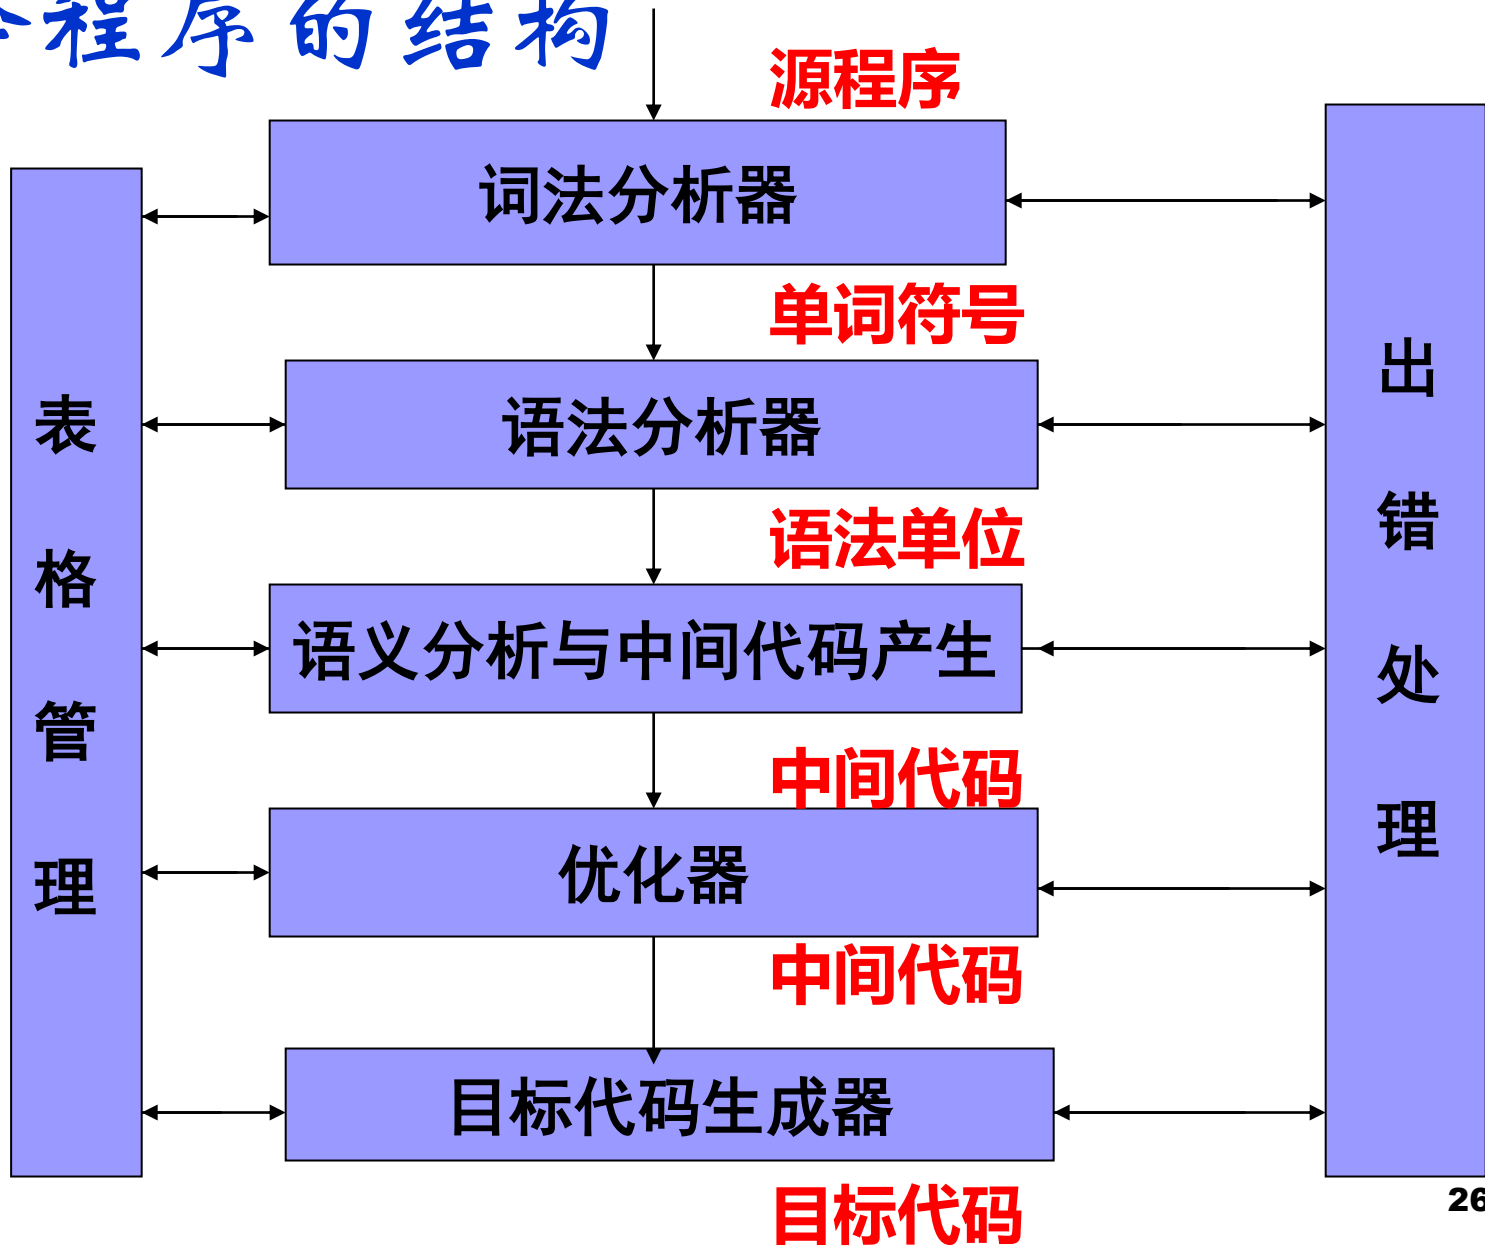 程序的结构
源程序
词法分析器
单词符号
语法分析器
语法单位
语义分析与中间代码产生
中间代码
优化器
中间代码
目标代码生成器
目标代码
表
格
管
理
出
错
处
理
26